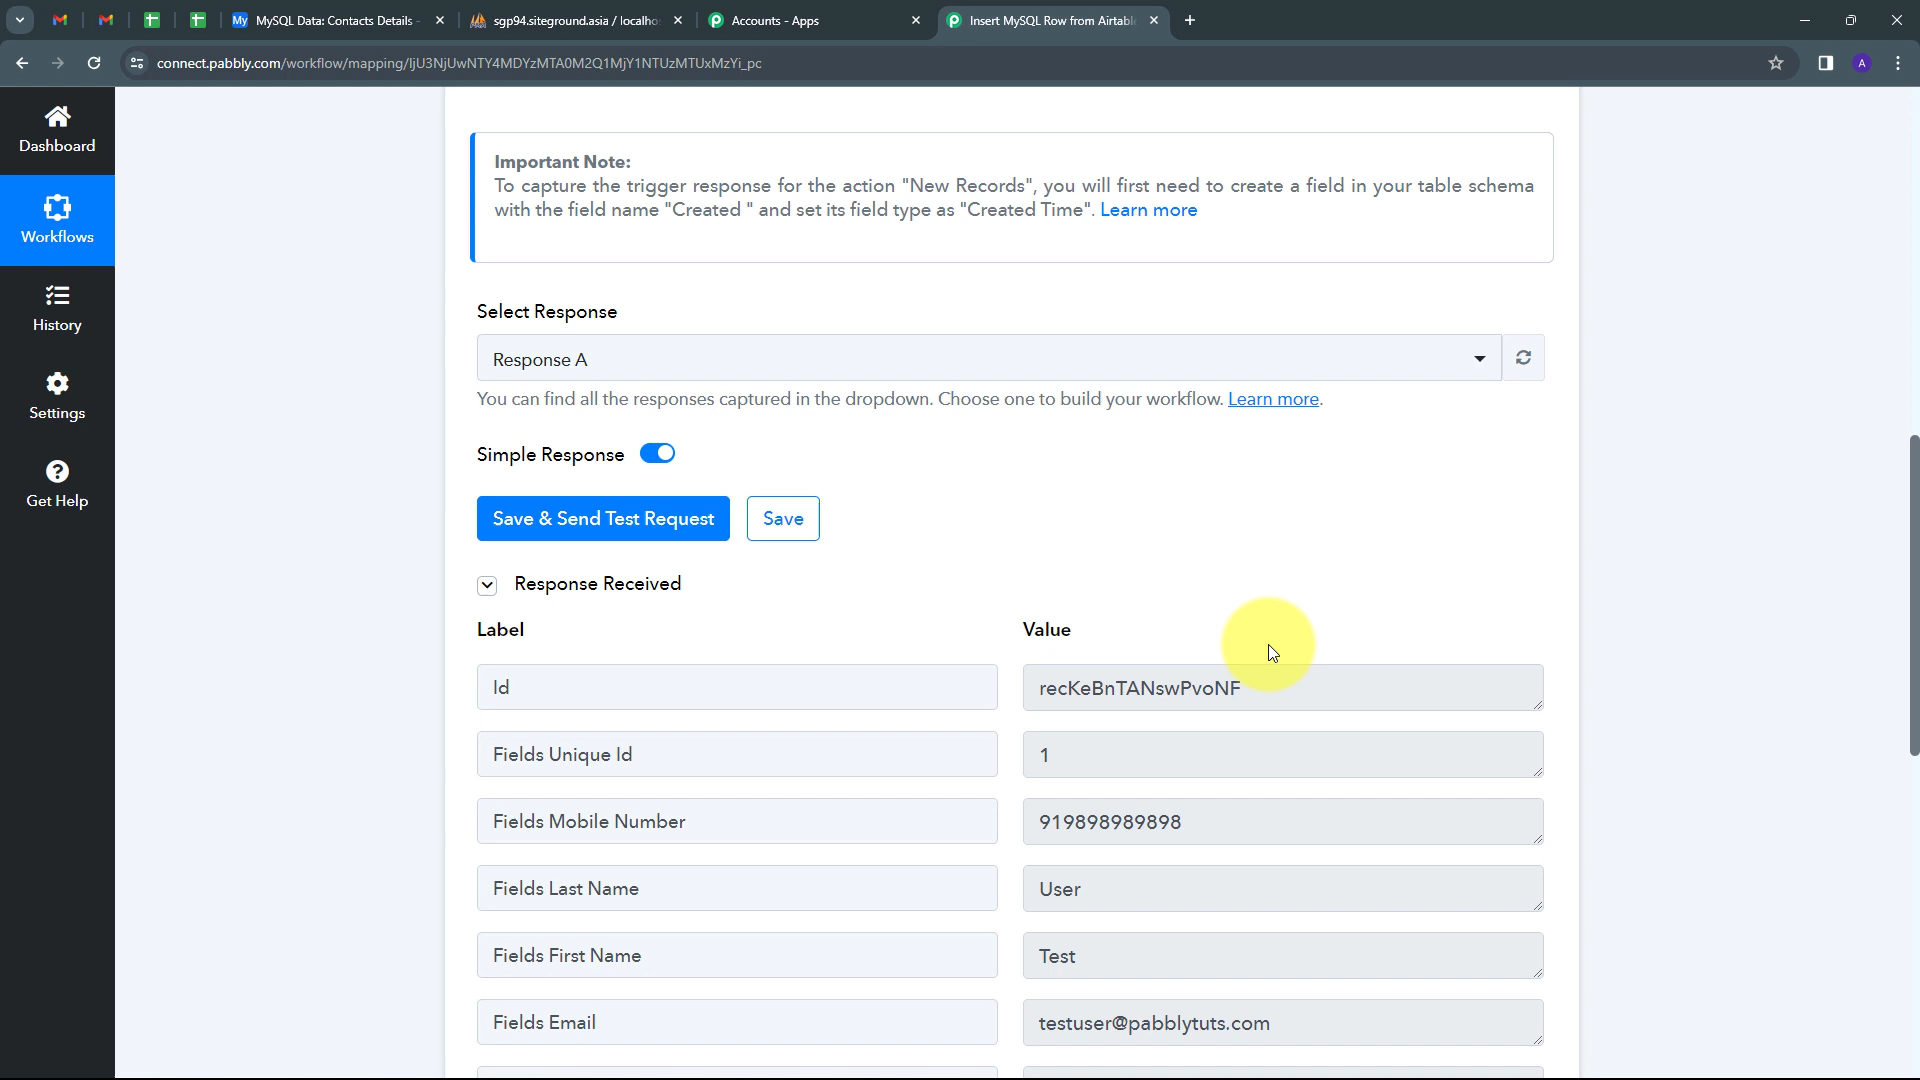 MySQL Data: Contacts Details -
sgp94.siteground.asia / localho
Accounts - Apps
Insert MySQL Row from Airtabl
connect.pabbly.com/workflow/mapping/IjU3NjUwNTY4MDYzMTA0M2Q1MjY1NTUzMTUxMzYi_pc
A
Dashboard
Workflows
History
Settings
Get Help
Important Note:
To capture the trigger response for the action "New Records", you will first need to create a field in your table schema
with the field name "Created " and set its field type as "Created Time". Learn more
Select Response
Response A
You can find all the responses captured in the dropdown. Choose one to build your workflow. Learn more.
Simple Response
Save & Send Test Request
Save
Response Received
Label
Value
Id
recKeBnTANswPvoNF
Fields Unique Id
1
Fields Mobile Number
919898989898
Fields Last Name
User
Fields First Name
Test
Fields Email
testuser@pabblytuts.com